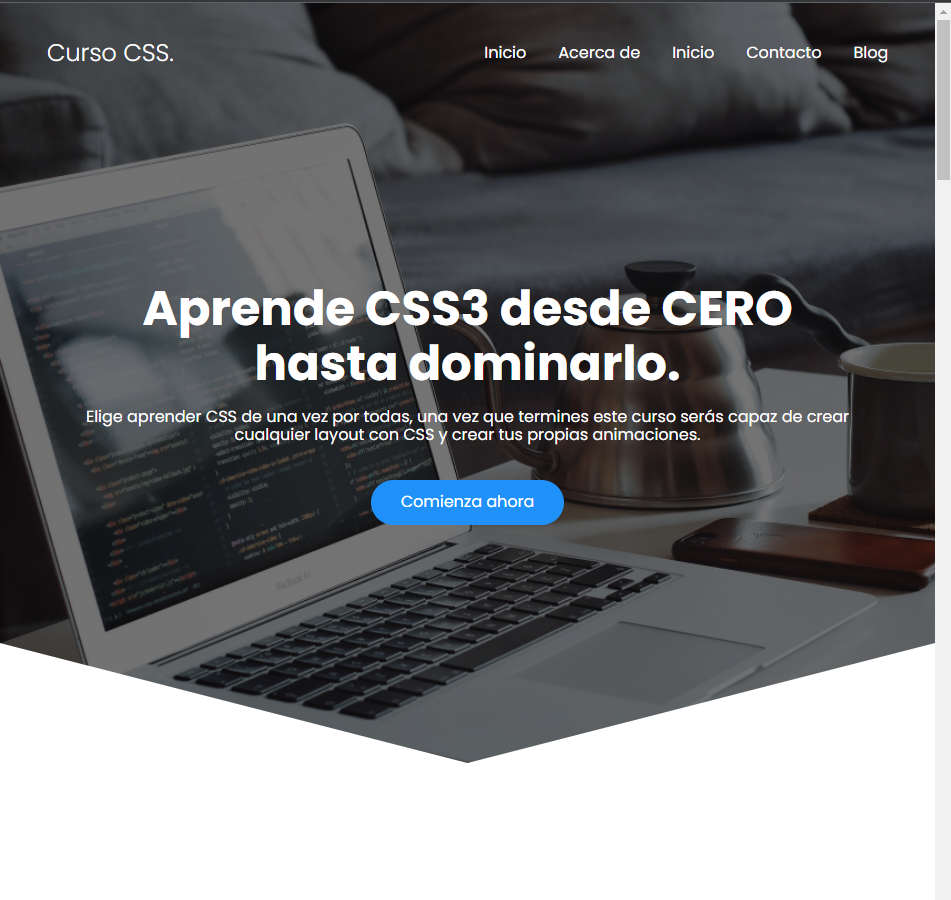 Curso CSS.
Inicio Acerca de Inicio Contacto Blog
Aprende CSS3 desde CERO
hasta dominarlo.
Elige aprender CSS de una vez por todas, una vez que termines este curso serás capaz de crear
cualquier layout con CSS y crear tus propias animaciones.
Comienza ahora
MacBook Air